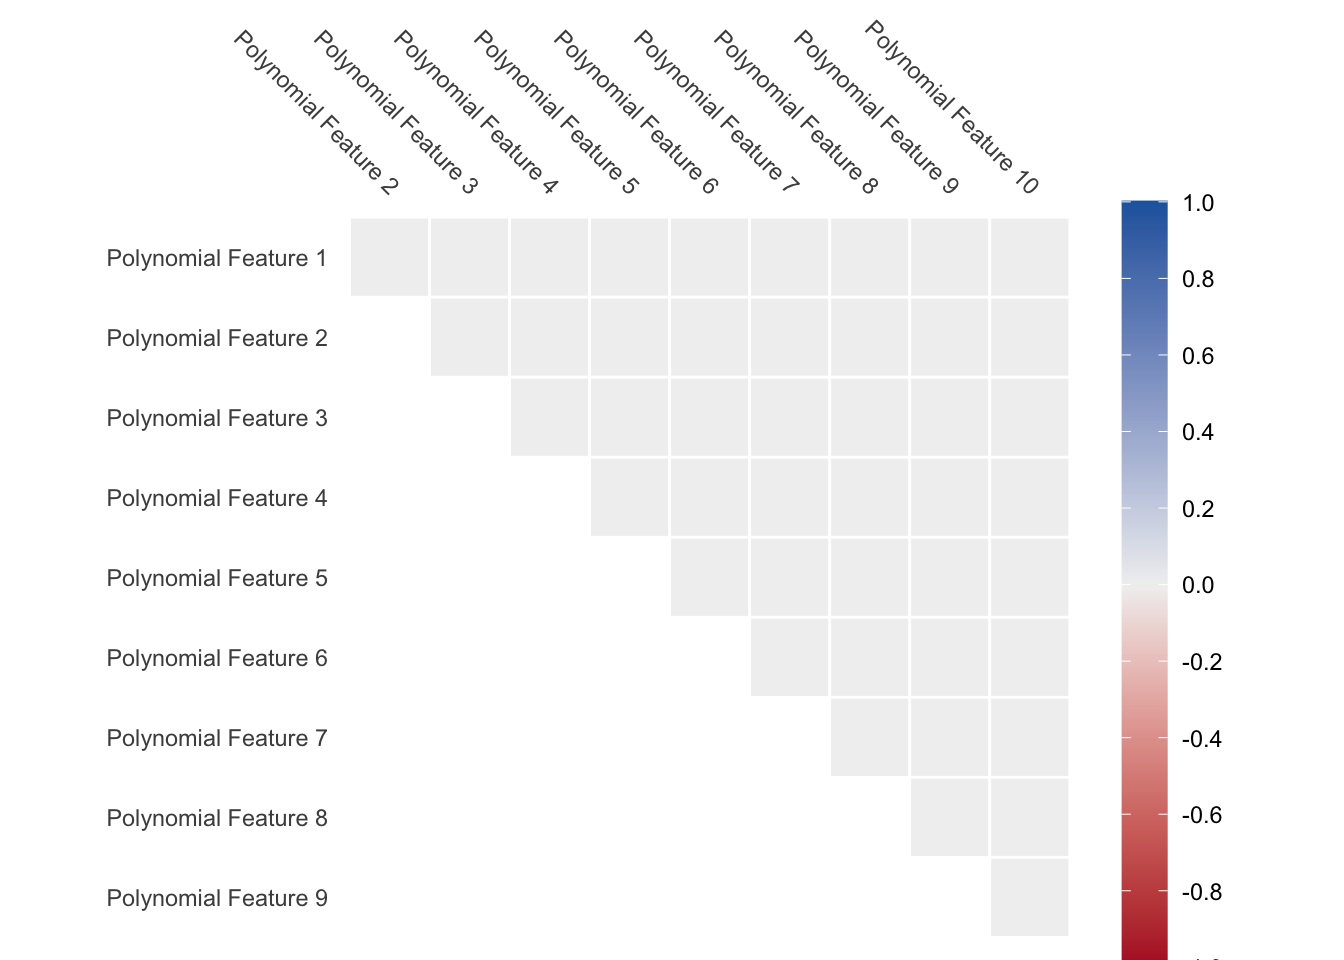 Polynomial Feature 2
Polynomial Feature 3
Polynomial Feature 4
Polynomial Feature 5
Polynomial Feature 6
Polynomial Feature 7
Polynomial Feature 8
Polynomial Feature 9
Polynomial Feature 10
Polynomial Feature 1
Polynomial Feature 2
Polynomial Feature 3
Polynomial Feature 4
Polynomial Feature 5
Polynomial Feature 6
Polynomial Feature 7
Polynomial Feature 8
Polynomial Feature 9
1.0
0.8
0.6
0.4
0.2
0.0
-0.2
-0.4
-0.6
-0.8